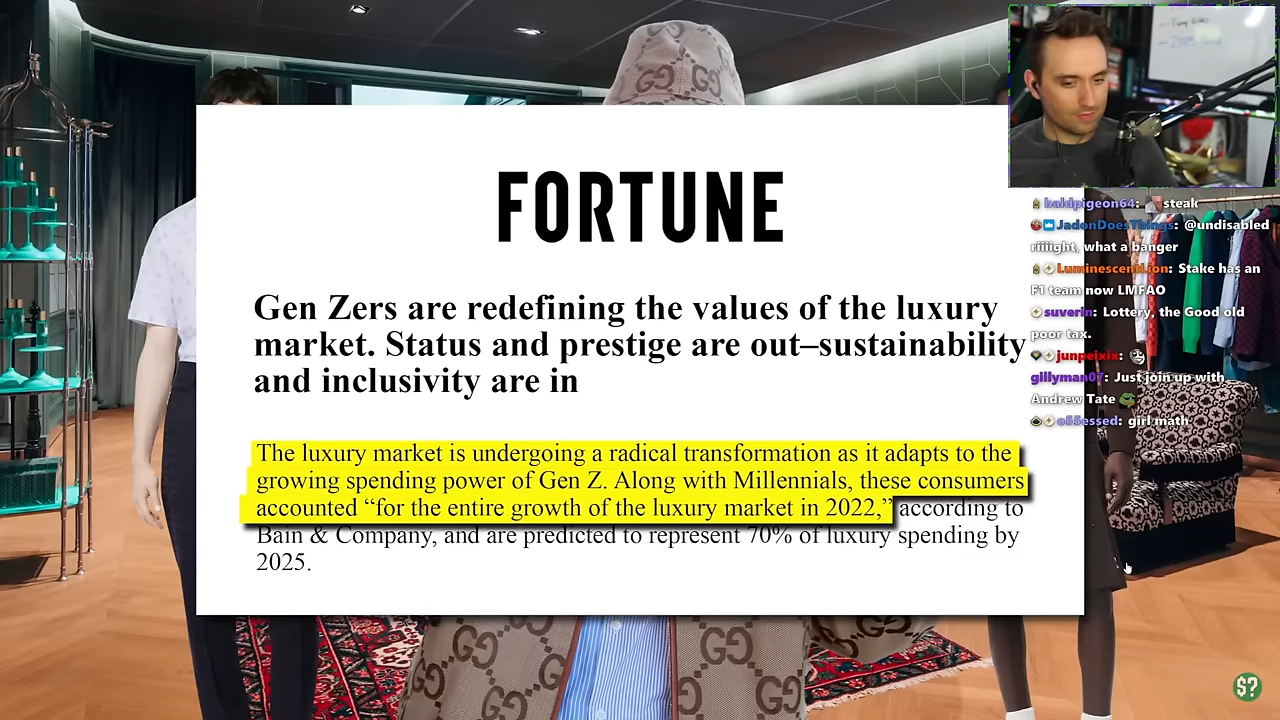 FORTUNE
Gen Zers are redefining the values of the luxury
market. Status and prestige are out–sustainability
and inclusivity are in
The luxury market is undergoing a radical transformation as it adapts to the
growing spending power of Gen Z. Along with Millennials, these consumers
accounted “for the entire growth of the luxury market in 2022,” according to
Bain & Company, and are predicted to represent 70% of luxury spending by
2025.
baldpigeon64: steak
JadonDoesThings: @undisabled
riiiight, what a banger
LuminescentLion: Stake has an
F1 team now LMFAO
suverin: Lottery, the Good old
poor tax.
junpeixix:
gillyman07: Just join up with
Andrew Tate
o55essed: girl math
$?